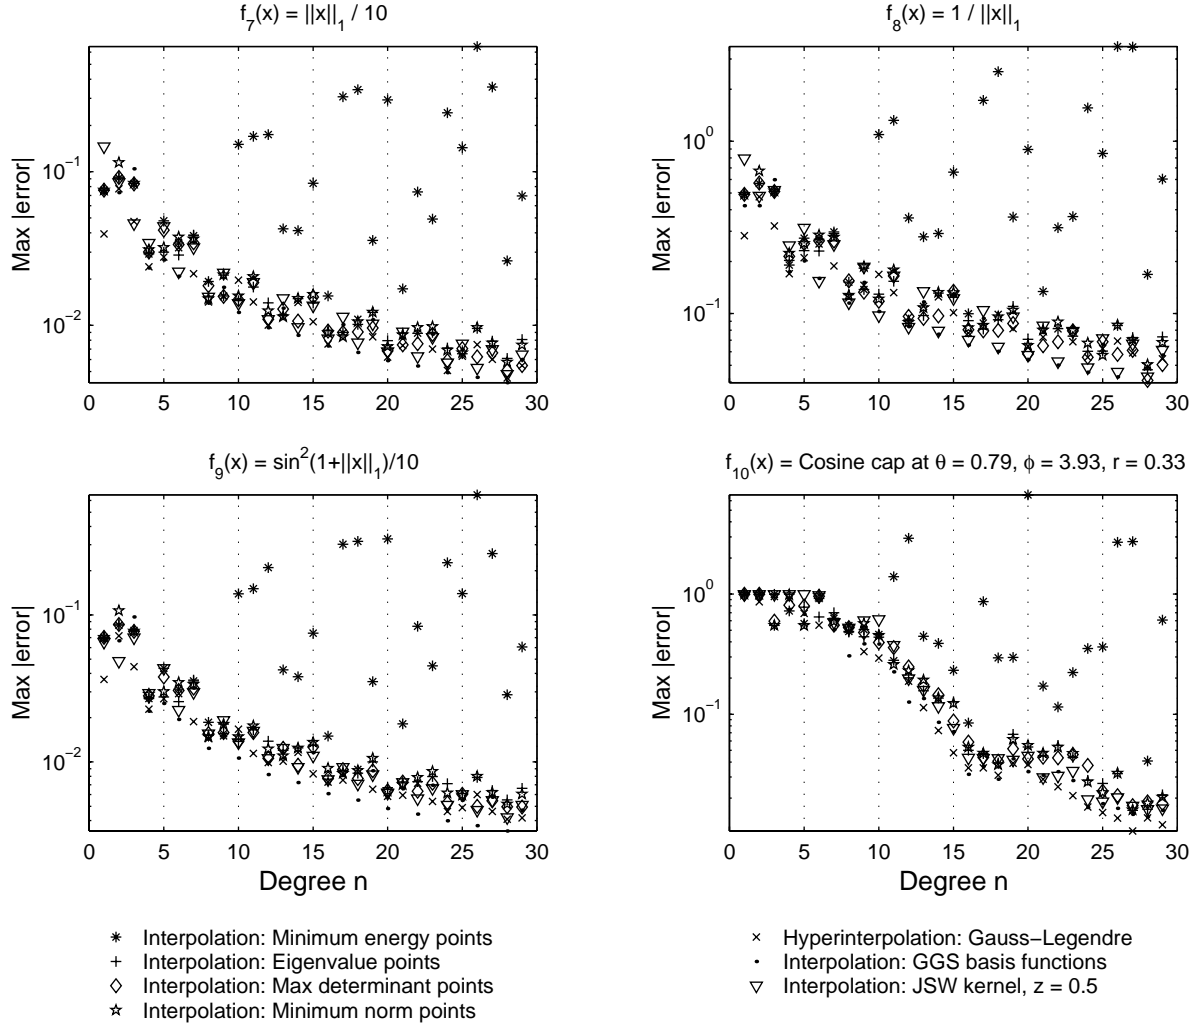 f7(x) = ||x||1 / 10
Max |error|
10−1
10−2
0 5 10 15 20 25 30
f8(x) = 1 / ||x||1
Max |error|
100
10−1
0 5 10 15 20 25 30
f9(x) = sin2(1+||x||1)/10
Max |error|
10−1
10−2
0 5 10 15 20 25 30
Degree n
f10(x) = Cosine cap at θ = 0.79, ϕ = 3.93, r = 0.33
Max |error|
100
10−1
0 5 10 15 20 25 30
Degree n
Interpolation: Minimum energy points
Interpolation: Eigenvalue points
Interpolation: Max determinant points
Interpolation: Minimum norm points
Hyperinterpolation: Gauss−Legendre
Interpolation: GGS basis functions
Interpolation: JSW kernel, z = 0.5